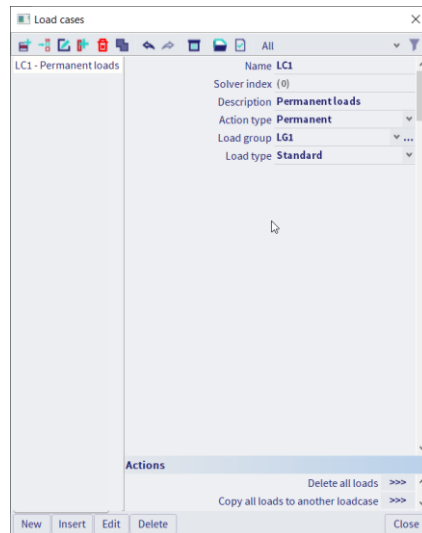 Load cases
All
LC1 - Permanent loads
Name LC1
Solver index (0)
Description Permanent loads
Action type Permanent
Load group LG1 ...
Load type Standard
Actions
Delete all loads >>>
Copy all loads to another loadcase >>>
New Insert Edit Delete Close